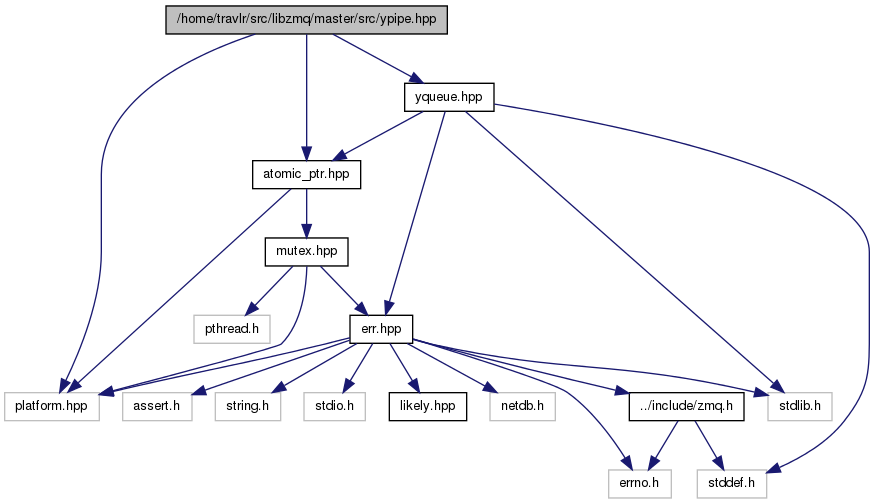 /home/travlr/src/libzmq/master/src/ypipe.hpp
yqueue.hpp
atomic_ptr.hpp
mutex.hpp
pthread.h
err.hpp
platform.hpp
assert.h
string.h
stdio.h
likely.hpp
netdb.h
../include/zmq.h
stdlib.h
errno.h
stddef.h